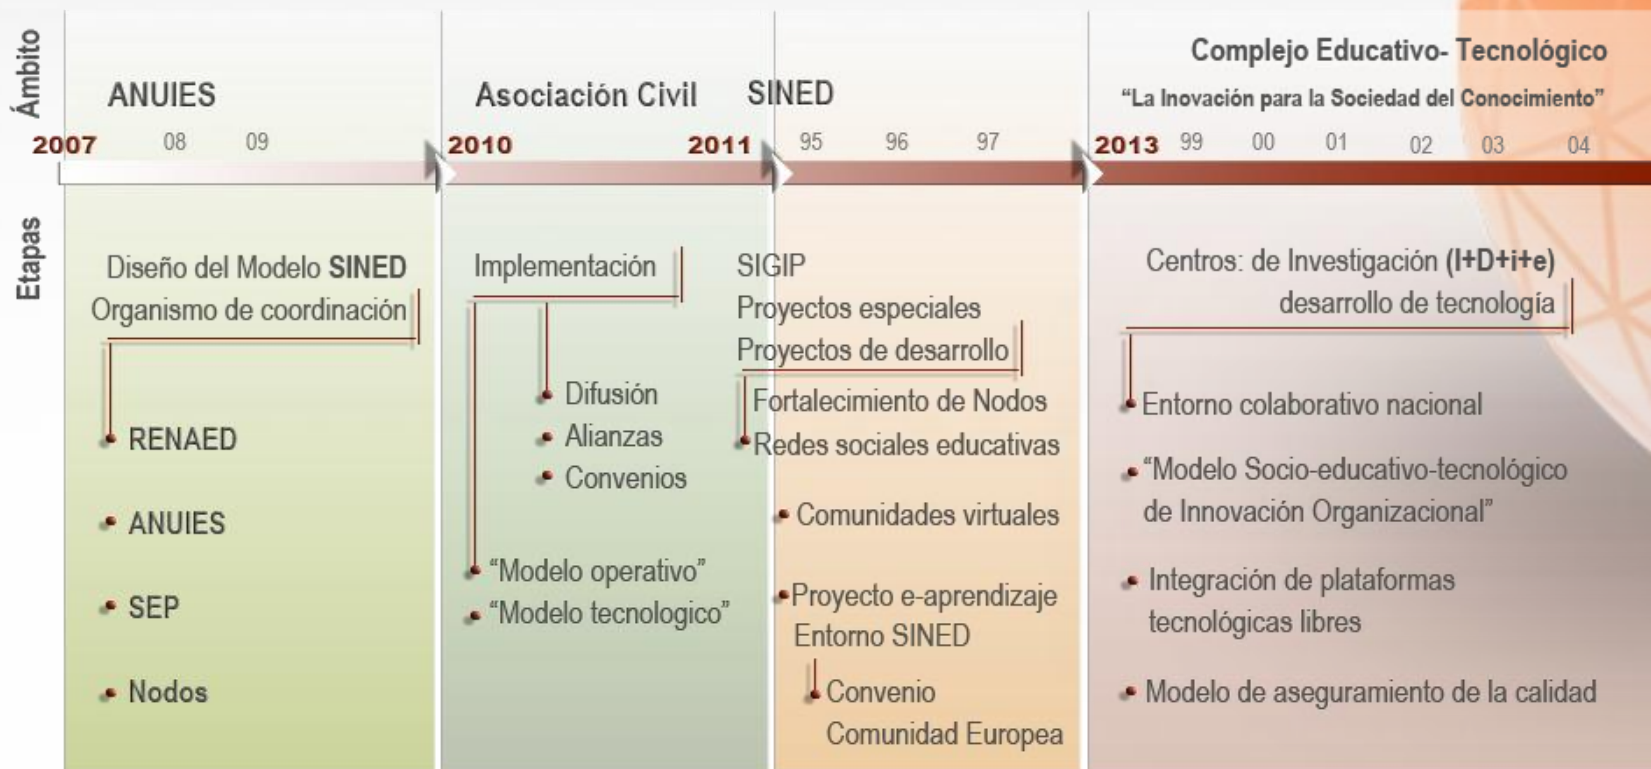 Ámbito
ANUIES
Asociación Civil
SINED
Complejo Educativo- Tecnológico
“La Inovación para la Sociedad del Conocimiento”
2007 08 09 2010 2011 95 96 97 2013 99 00 01 02 03 04
Etapas
Diseño del Modelo SINED
Organismo de coordinación
RENAED
ANUIES
SEP
Nodos
Implementación
Difusión
Alianzas
Convenios
“Modelo operativo”
“Modelo tecnologico”
SIGIP
Proyectos especiales
Proyectos de desarrollo
Fortalecimiento de Nodos
Redes sociales educativas
Comunidades virtuales
Proyecto e-aprendizaje
Entorno SINED
Convenio
Comunidad Europea
Centros: de Investigación (I+D+i+e)
desarrollo de tecnología
Entorno colaborativo nacional
“Modelo Socio-educativo-tecnológico
de Innovación Organizacional”
Integración de plataformas
tecnológicas libres
Modelo de aseguramiento de la calidad